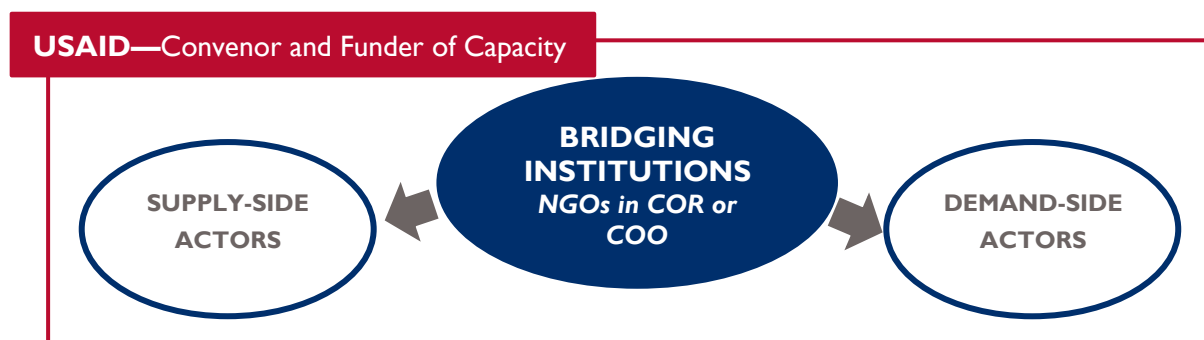 USAID—Convenor and Funder of Capacity
BRIDGING
INSTITUTIONS
NGOs in COR or
COO
SUPPLY-SIDE
ACTORS
DEMAND-SIDE
ACTORS